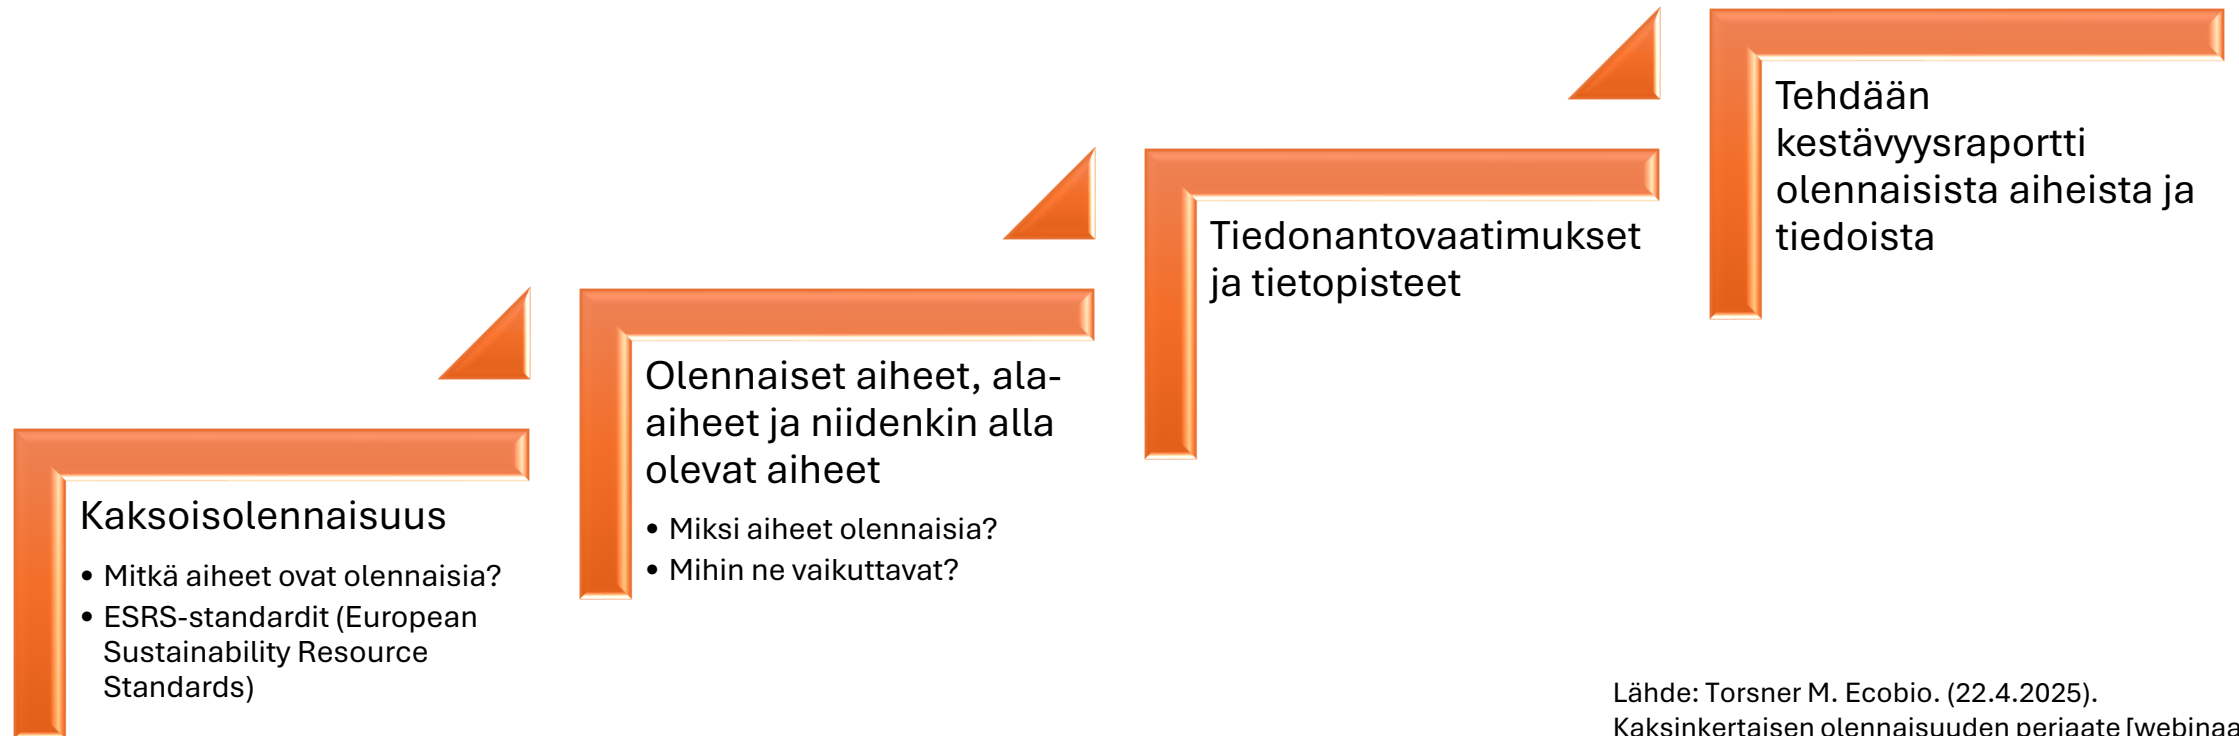 Kaksoisolennaisuus
• Mitkä aiheet ovat olennaisia?
• ESRS-standardit (European
Sustainability Resource
Standards)
Olennaiset aiheet, ala-
aiheet ja niidenkin alla
olevat aiheet
• Miksi aiheet olennaisia?
• Mihin ne vaikuttavat?
Tiedonantovaatimukset
ja tietopisteet
Tehdään
kestävyysraportti
olennaisista aiheista ja
tiedoista
Lähde: Torsner M. Ecobio. (22.4.2025).
Kaksinkertaisen olennaisuuden periaate [webinaa